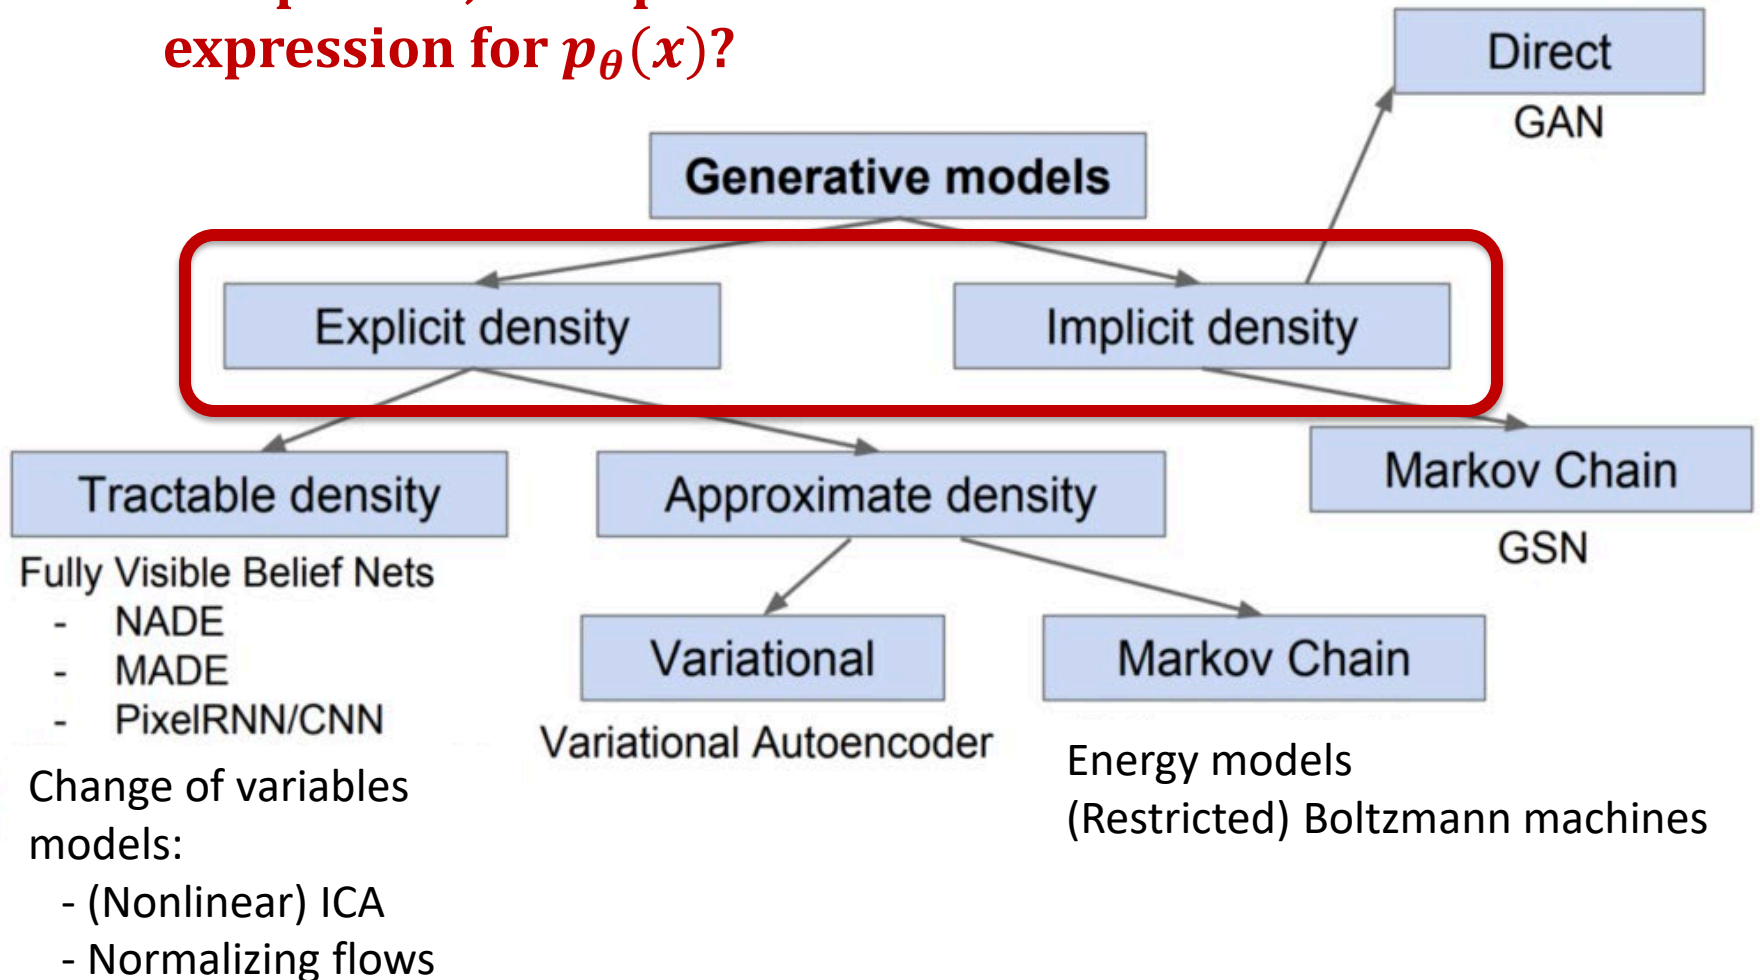 expression for pθ(x)?
Direct
GAN
Generative models
Explicit density
Implicit density
Tractable density
Approximate density
Markov Chain
GSN
Fully Visible Belief Nets
- NADE
- MADE
- PixelRNN/CNN
Variational
Markov Chain
Variational Autoencoder
Energy models
(Restricted) Boltzmann machines
Change of variables
models:
- (Nonlinear) ICA
- Normalizing flows